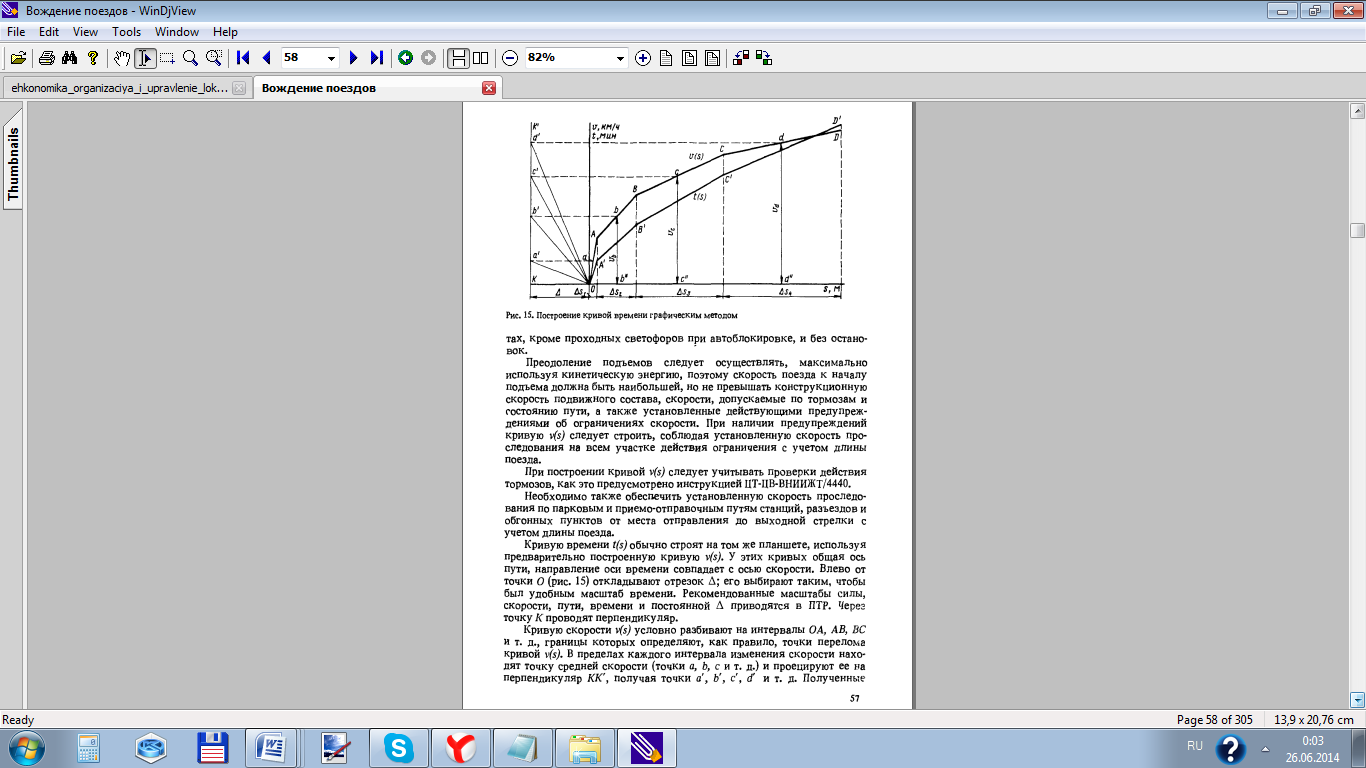 Вождение поездов - WinDjView
File Edit View Tools Window Help
58
82%
ehkonomika_organizaciya_i_upravlenie_lok...
Вождение поездов
Thumbnails
K' v, км/ч
d' t, мин
c'
b'
a'
K
a
A
A'
b
B
B'
v(s)
c
C
C'
t(s)
d
D'
D
v_b
v_c
v_d
Δ Δs₁ 0 Δs₂ b" Δs₃ c" Δs₄ d" s, м
Рис. 15. Построение кривой времени графическим методом
тах, кроме проходных светофоров при автоблокировке, и без остано-
вок.
Преодоление подъемов следует осуществлять, максимально
используя кинетическую энергию, поэтому скорость поезда к началу
подъема должна быть наибольшей, но не превышать конструкционную
скорость подвижного состава, скорости, допускаемые по тормозам и
состоянию пути, а также установленные действующими предупреж-
дениями об ограничениях скорости. При наличии предупреждений
кривую v(s) следует строить, соблюдая установленную скорость про-
следования на всем участке действия ограничения с учетом длины
поезда.
При построении кривой v(s) следует учитывать проверки действия
тормозов, как это предусмотрено инструкцией ЦТ-ЦВ-ВНИИЖТ/4440.
Необходимо также обеспечить установленную скорость проследо-
вания по парковым и приемо-отправочным путям станций, разъездов и
обгонных пунктов от места отправления до выходной стрелки с
учетом длины поезда.
Кривую времени t(s) обычно строят на том же планшете, используя
предварительно построенную кривую v(s). У этих кривых общая ось
пути, направление оси времени совпадает с осью скорости. Влево от
точки O (рис. 15) откладывают отрезок Δ; его выбирают таким, чтобы
был удобным масштаб времени. Рекомендованные масштабы силы,
скорости, пути, времени и постоянной Δ приводятся в ПТР. Через
точку K проводят перпендикуляр.
Кривую скорости v(s) условно разбивают на интервалы OA, AB, BC
и т. д., границы которых определяют, как правило, точки перелома
кривой v(s). В пределах каждого интервала изменения скорости нахо-
дят точку средней скорости (точки a, b, c и т. д.) и проецируют ее на
перпендикуляр KK', получая точки a', b', c', d' и т. д. Полученные
57
Ready
Page 58 of 305
13,9 x 20,76 cm
RU
0:03
26.06.2014